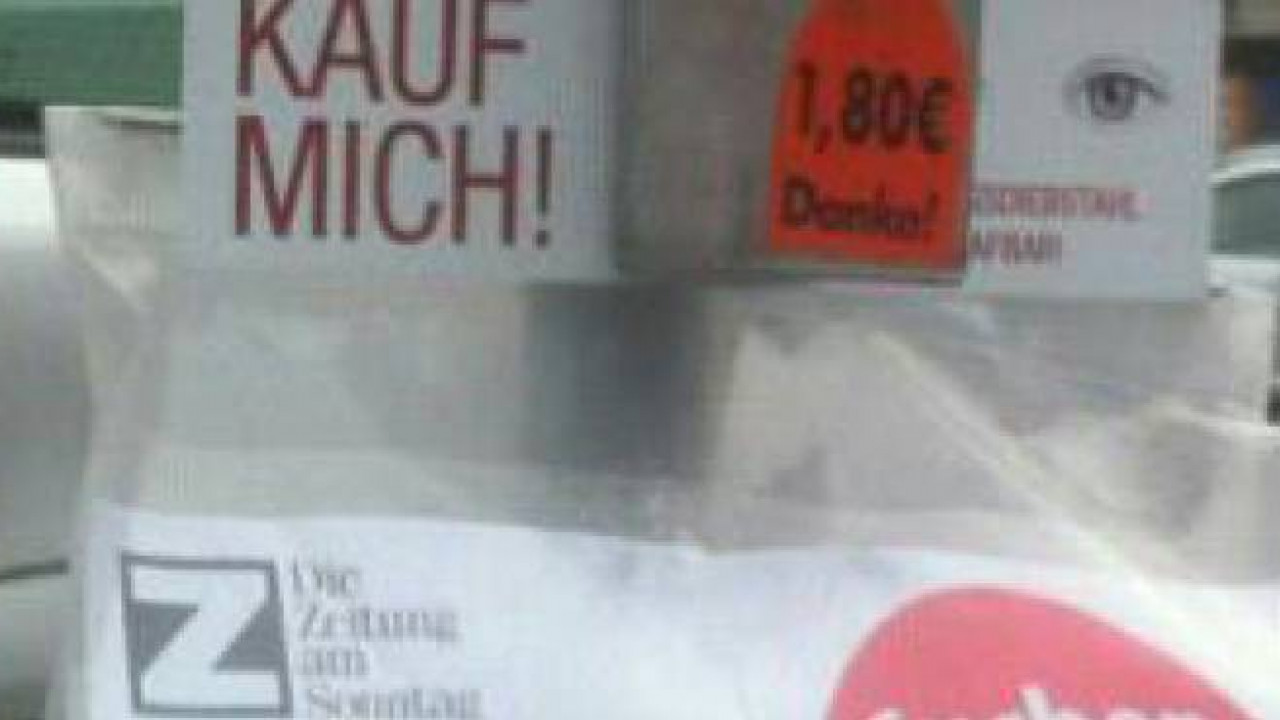 KAUF
MICH!
1,80€
Danke!
Z
Die
Zeitung
am
Sonntag